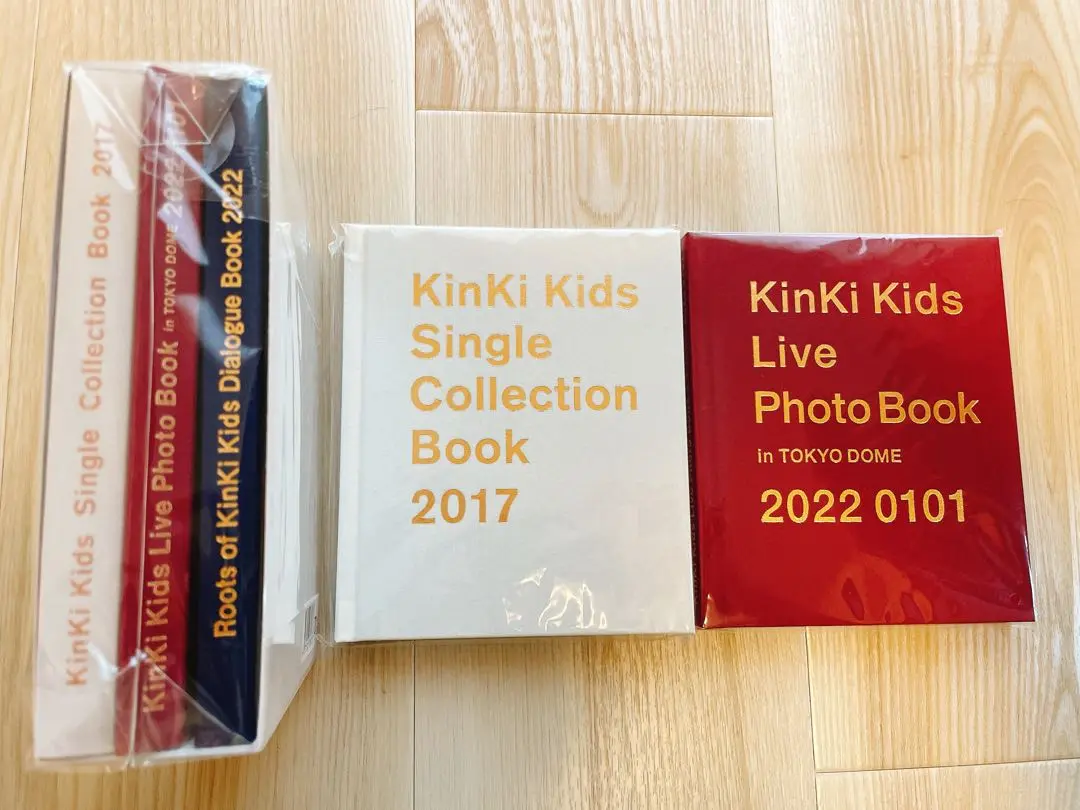 KinKi Kids Single Collection Book 2017
KinKi Kids Live Photo Book in TOKYO DOME 2022 0101
Roots of KinKi Kids Dialogue Book 2022
KinKi Kids
Single
Collection
Book
2017
KinKi Kids
Live
Photo Book
in TOKYO DOME
2022 0101